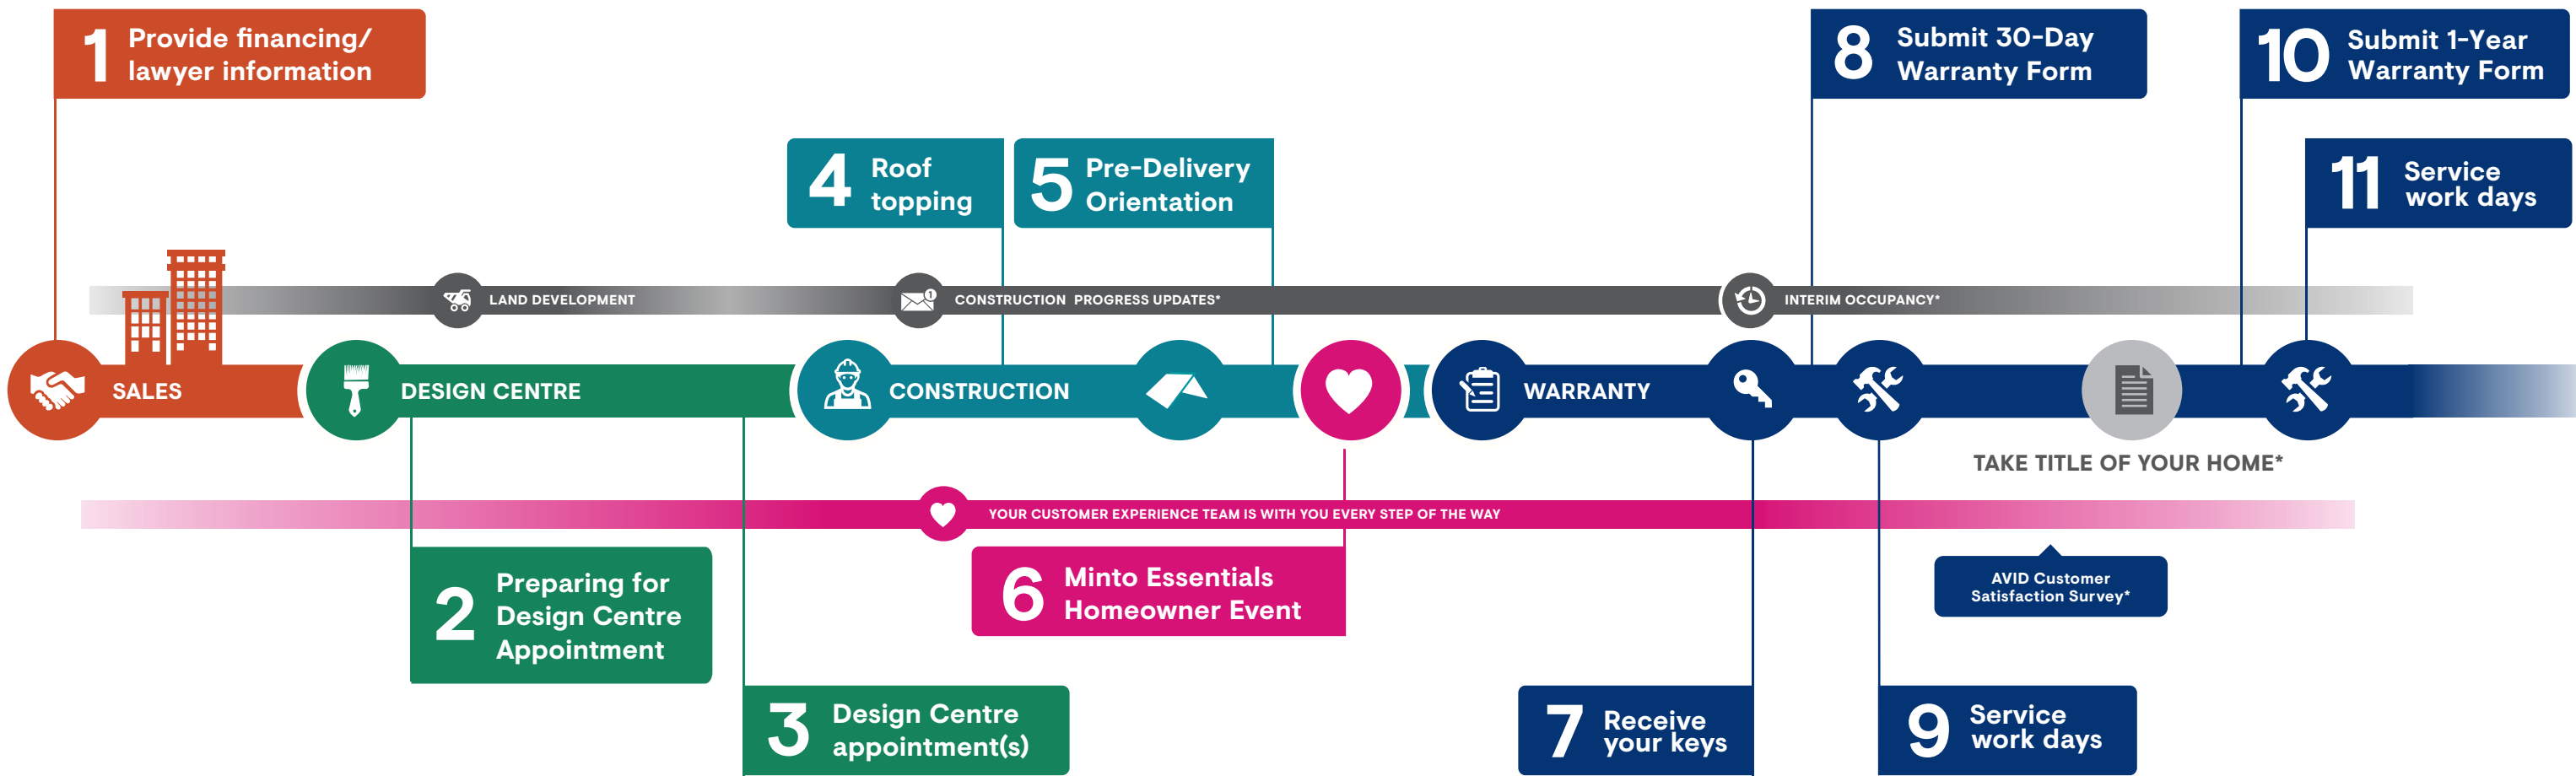 1
Provide financing/
lawyer information
8
Submit 30-Day
Warranty Form
10
Submit 1-Year
Warranty Form
4
Roof
topping
5
Pre-Delivery
Orientation
11
Service
work days
LAND DEVELOPMENT
1
CONSTRUCTION PROGRESS UPDATES*
INTERIM OCCUPANCY*
SALES
DESIGN CENTRE
CONSTRUCTION
WARRANTY
TAKE TITLE OF YOUR HOME*
YOUR CUSTOMER EXPERIENCE TEAM IS WITH YOU EVERY STEP OF THE WAY
2
Preparing for
Design Centre
Appointment
6
Minto Essentials
Homeowner Event
AVID Customer
Satisfaction Survey*
3
Design Centre
appointment(s)
7
Receive
your keys
9
Service
work days